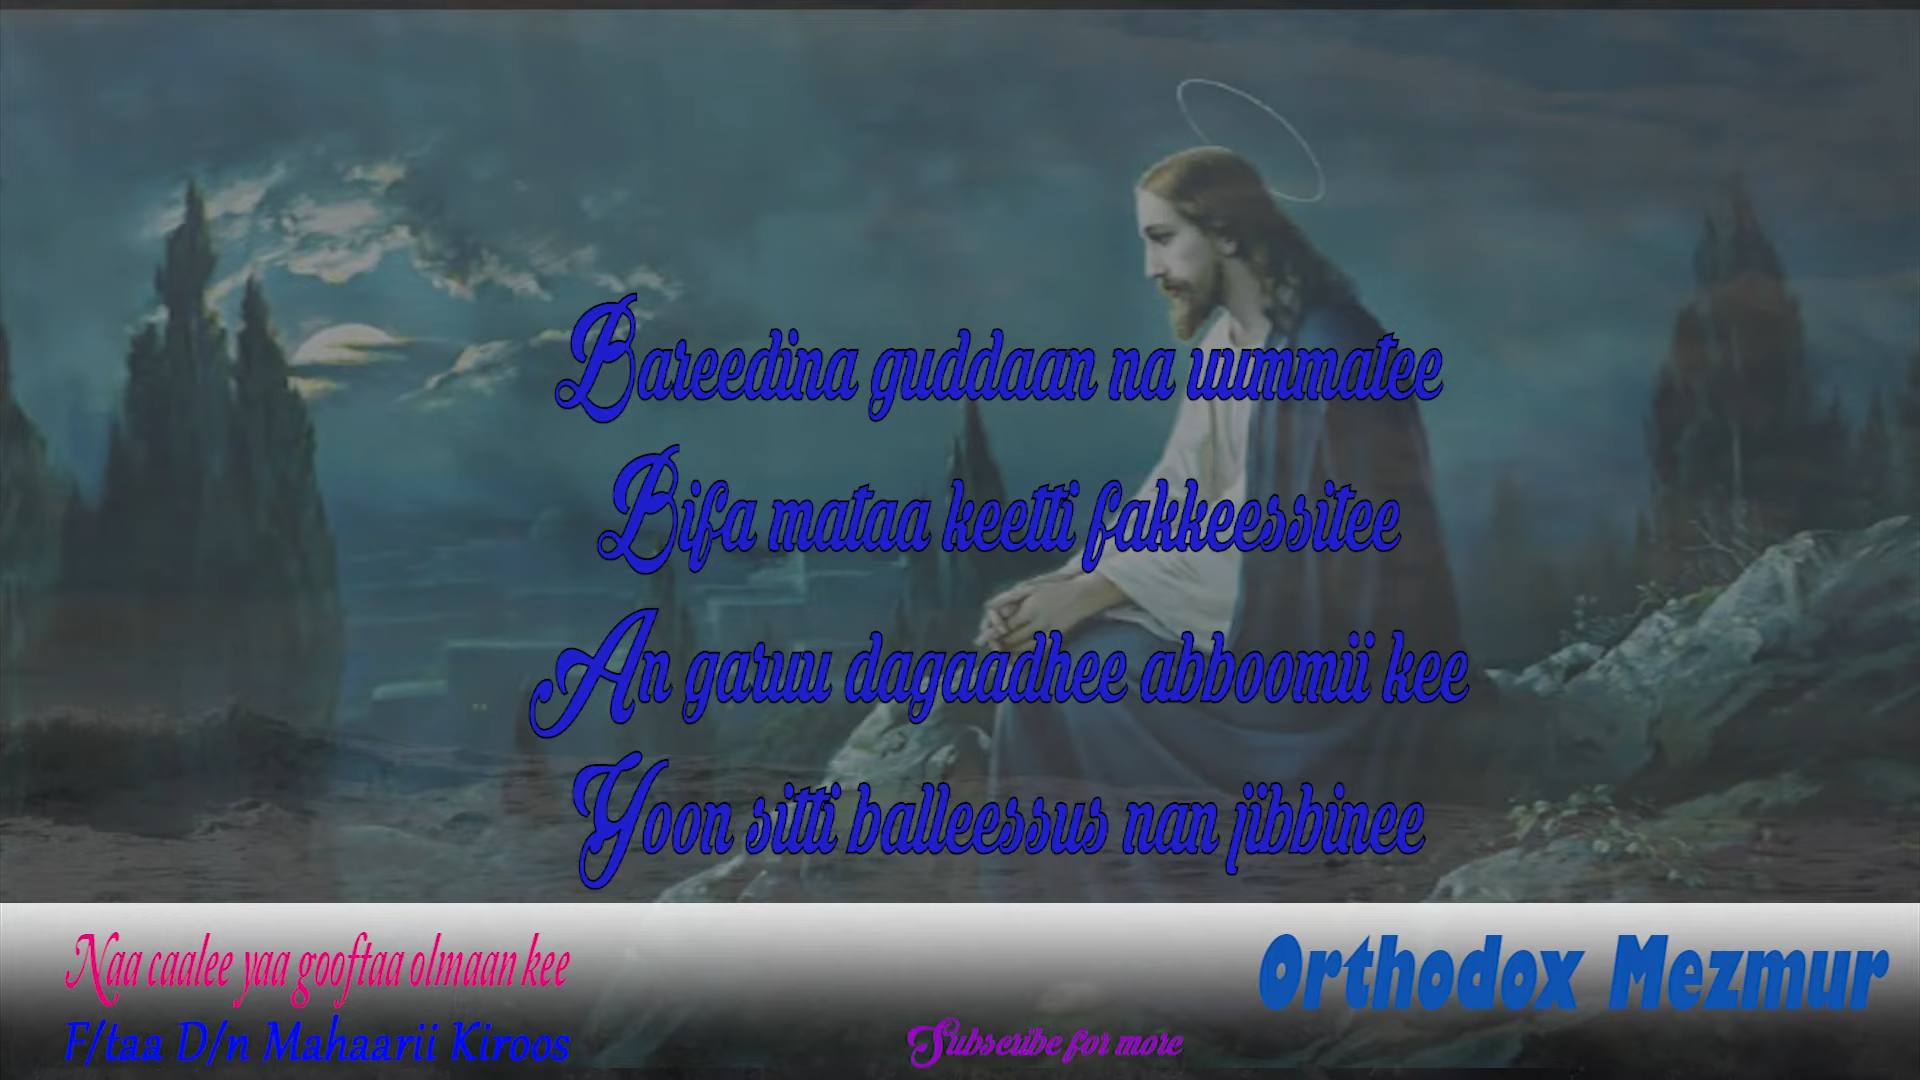 Bareedina guddaan na uummatee
Bifa mataa keetti fakkeessitee
An garuu dagaadhee abboomii kee
Yoon sitti balleessus nan jibbinee
Naa caalee yaa gooftaa olmaan kee
F/taa D/n Mahaarii Kiroos
Orthodox Mezmur
Subscribe for more